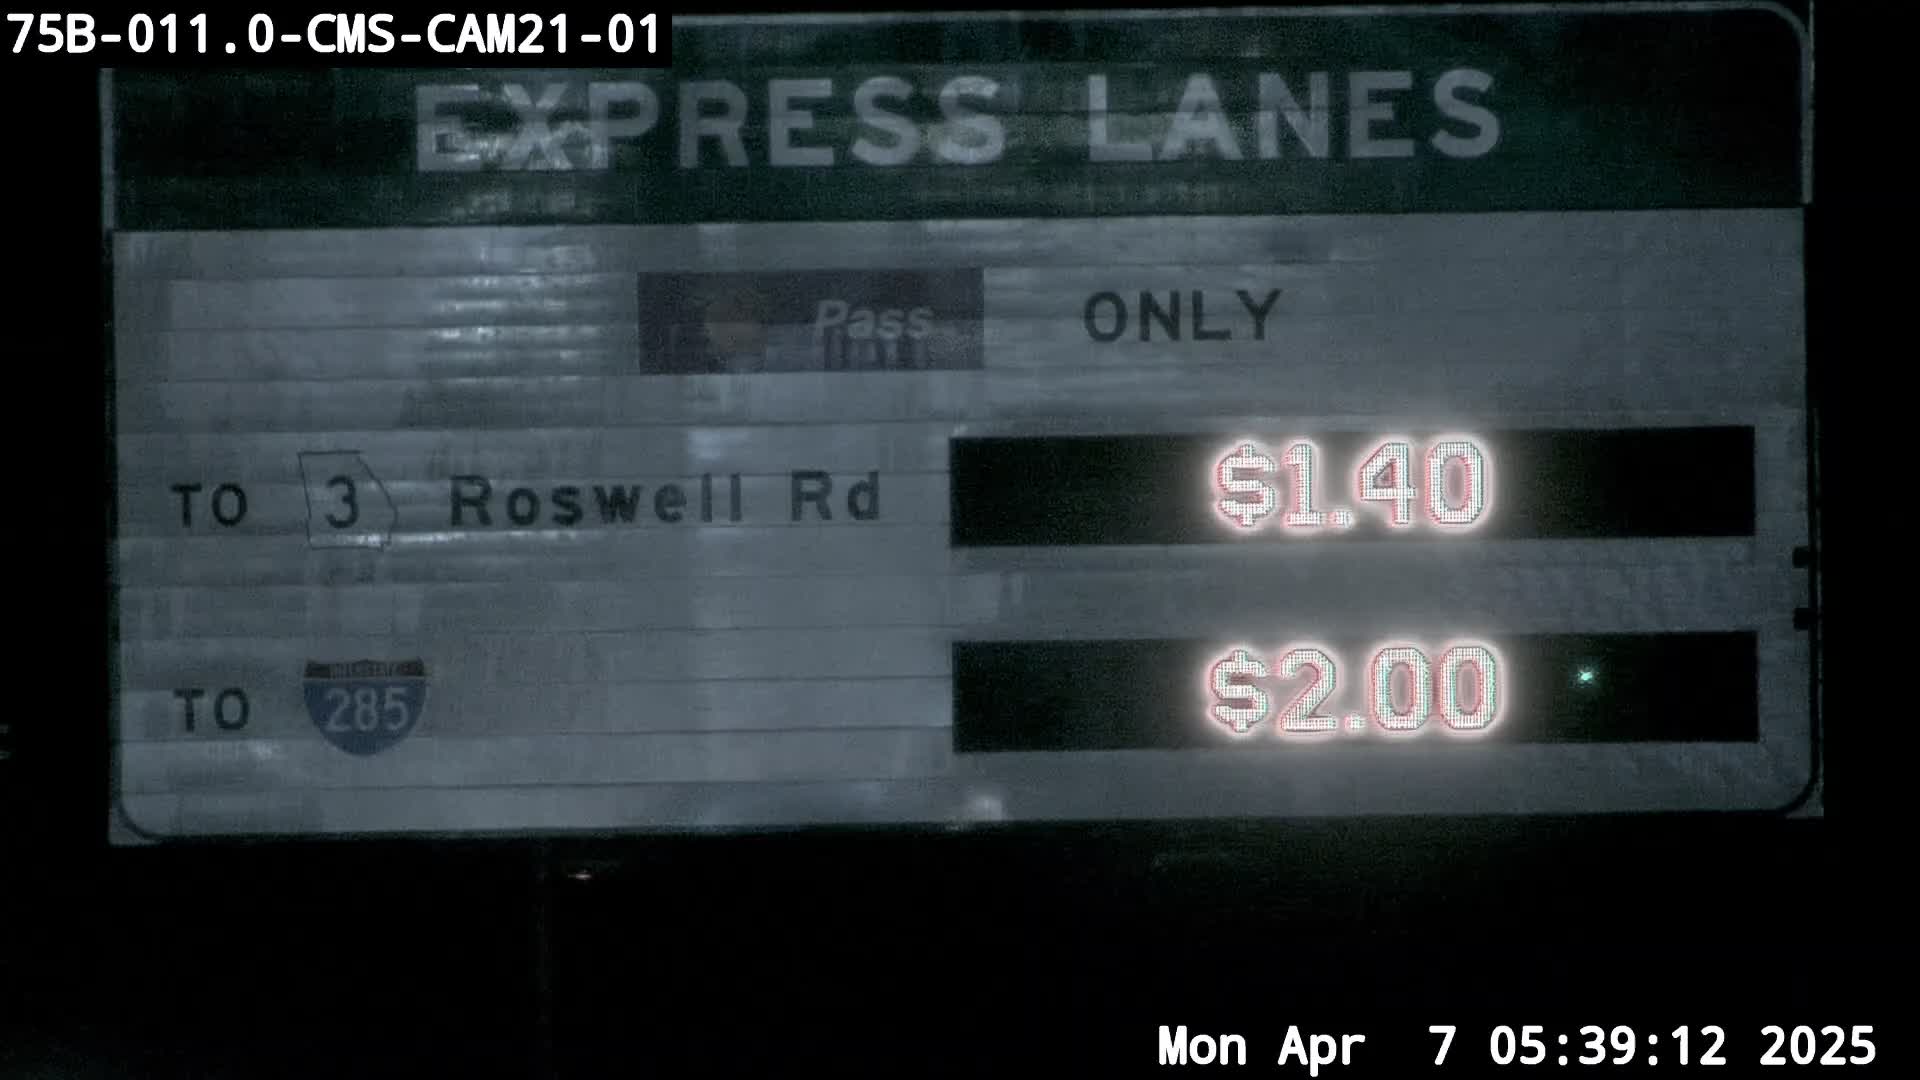 75B-011.0-CMS-CAM21-01
EXPRESS LANES
Pass ONLY
TO 3 Roswell Rd $1.40
INTERSTATE
TO 285 $2.00
Mon Apr 7 05:39:12 2025